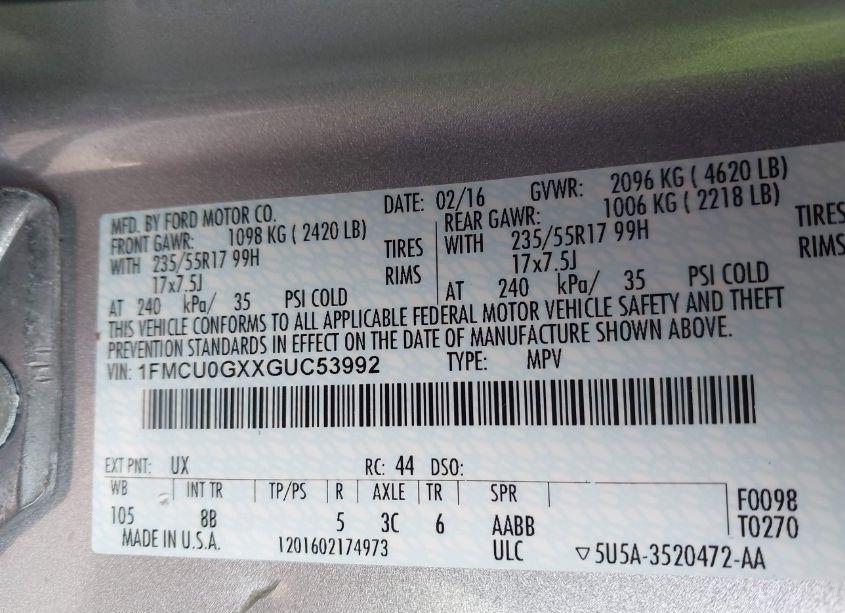 MFD. BY FORD MOTOR CO. DATE: 02/16 GVWR: 2096 KG ( 4620 LB)
FRONT GAWR: 1098 KG ( 2420 LB) REAR GAWR: 1006 KG ( 2218 LB)
WITH 235/55R17 99H TIRES WITH 235/55R17 99H TIRES
17x7.5J RIMS 17x7.5J RIMS
AT 240 kPa/ 35 PSI COLD AT 240 kPa/ 35 PSI COLD
THIS VEHICLE CONFORMS TO ALL APPLICABLE FEDERAL MOTOR VEHICLE SAFETY AND THEFT
PREVENTION STANDARDS IN EFFECT ON THE DATE OF MANUFACTURE SHOWN ABOVE.
VIN: 1FMCU0GXXGUC53992 TYPE: MPV
EXT PNT: UX RC: 44 DSO:
WB INT TR TP/PS R AXLE TR SPR F0098
105 8B 5 3C 6 AABB T0270
MADE IN U.S.A. 1201602174973 ULC ▽5U5A-3520472-AA